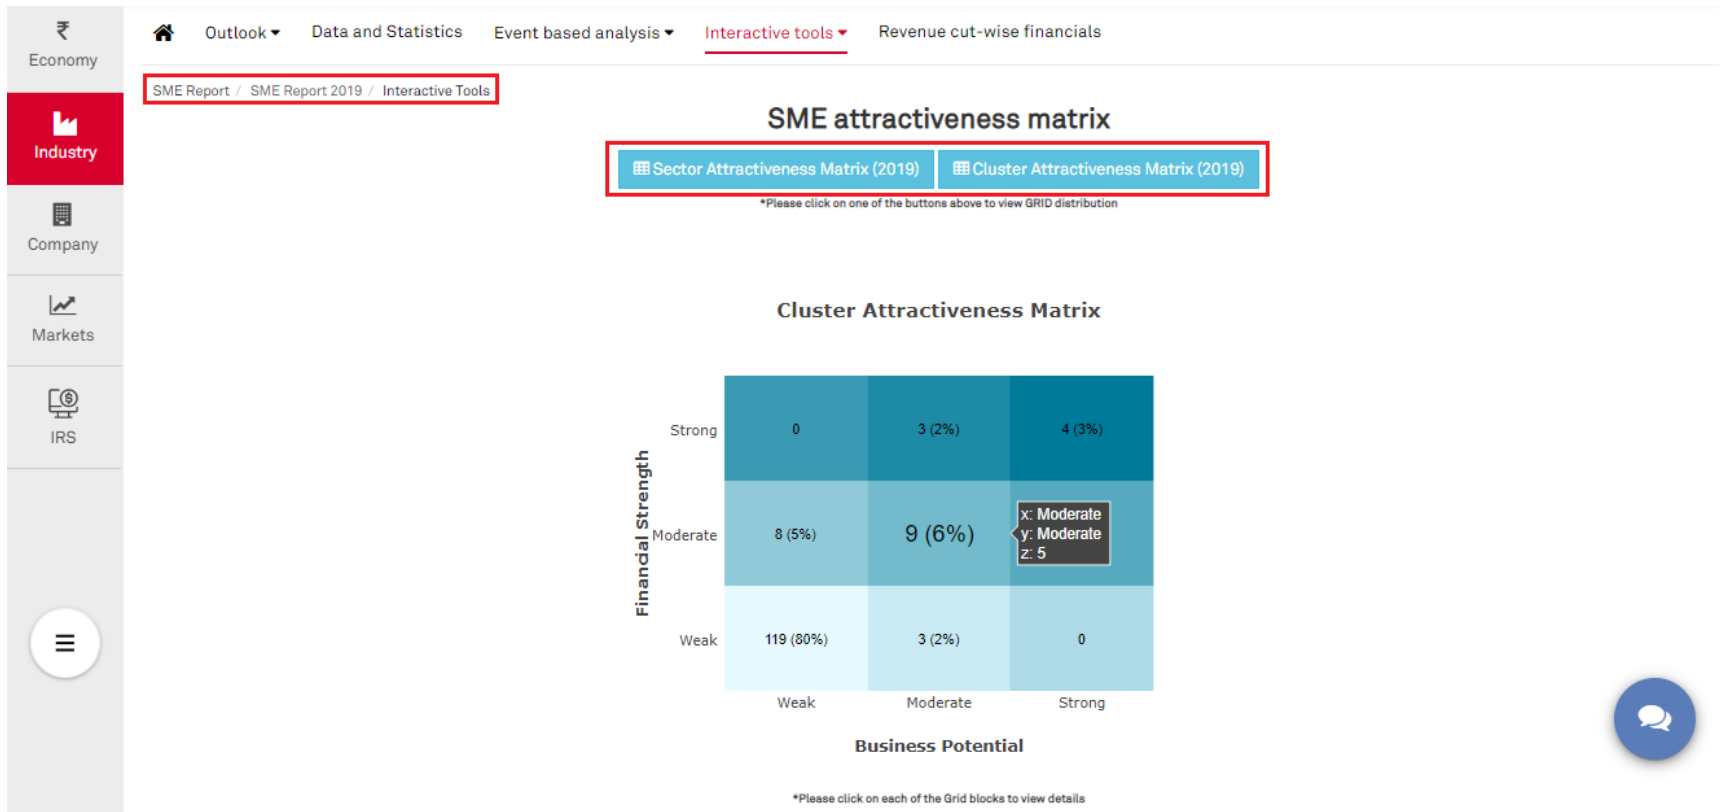 ₹
Economy
Industry
Company
Markets
IRS
Outlook
Data and Statistics
Event based analysis
Interactive tools
Revenue cut-wise financials
SME Report / SME Report 2019 / Interactive Tools
SME attractiveness matrix
Sector Attractiveness Matrix (2019)
Cluster Attractiveness Matrix (2019)
*Please click on one of the buttons above to view GRID distribution
Cluster Attractiveness Matrix
Financial Strength
Strong
0
3 (2%)
4 (3%)
Moderate
8 (5%)
9 (6%)
x: Moderate
y: Moderate
z: 5
Weak
119 (80%)
3 (2%)
0
Weak
Moderate
Strong
Business Potential
*Please click on each of the Grid blocks to view details